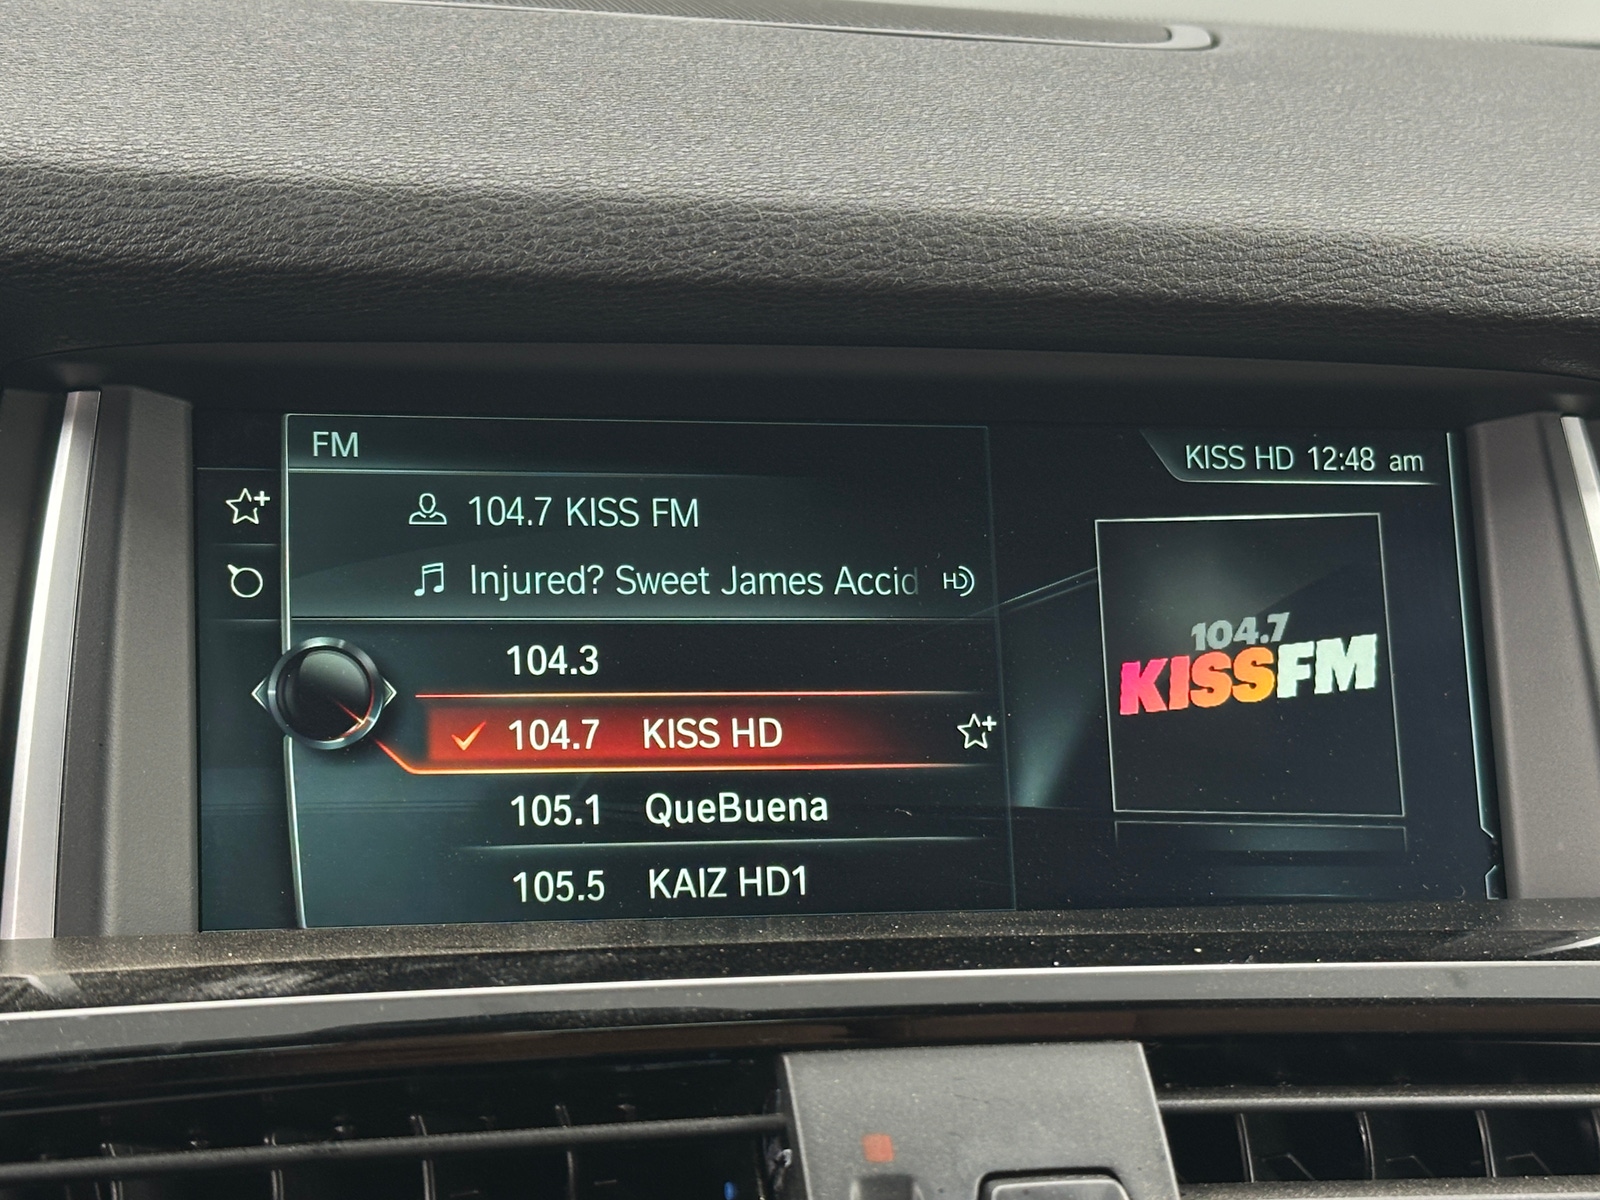 FM
KISS HD 12:48 am
104.7 KISS FM
Injured? Sweet James Accid HD
104.3
104.7 KISS HD
105.1 QueBuena
105.5 KAIZ HD1
104.7
KISSFM